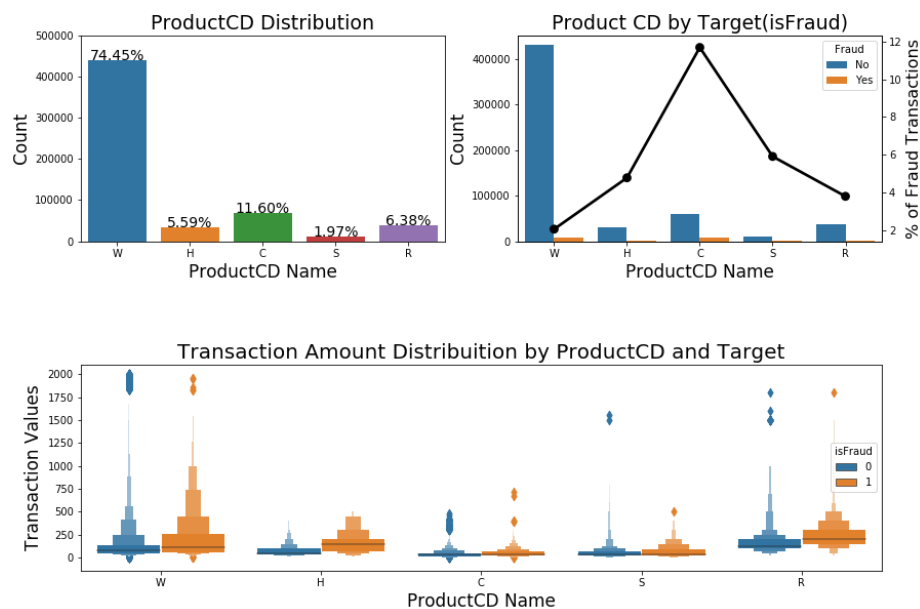 ProductCD Distribution
500000
400000
300000
200000
100000
0
Count
74.45%
5.59%
11.60%
1.97%
6.38%
W H C S R
ProductCD Name
Product CD by Target(isFraud)
400000
300000
200000
100000
0
Count
Fraud
No
Yes
12
10
8
6
4
2
% of Fraud Transactions
W H C S R
ProductCD Name
Transaction Amount Distribuition by ProductCD and Target
2000
1750
1500
1250
1000
750
500
250
0
Transaction Values
isFraud
0
1
W H C S R
ProductCD Name